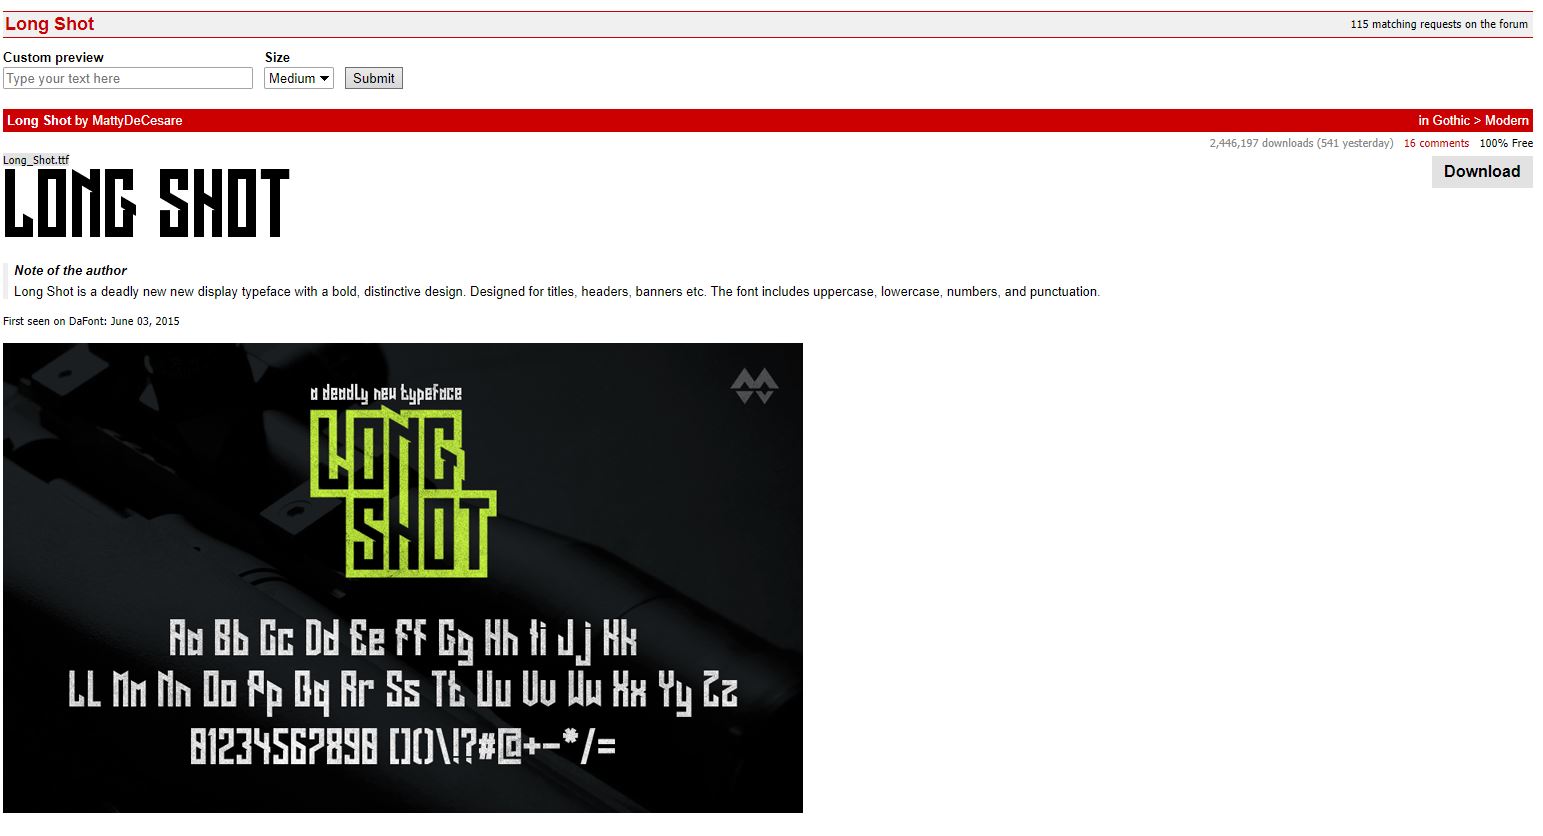 Long Shot
115 matching requests on the forum
Custom preview
Size
Type your text here
Medium
Submit
Long Shot by MattyDeCesare
in Gothic > Modern
2,446,197 downloads (541 yesterday)
16 comments
100% Free
Long_Shot.ttf
Download
LONG SHOT
Note of the author
Long Shot is a deadly new new display typeface with a bold, distinctive design. Designed for titles, headers, banners etc. The font includes uppercase, lowercase, numbers, and punctuation.
First seen on DaFont: June 03, 2015
a deadly new typeface
LONG
SHOT
Aa Bb Cc Dd Ee Ff Gg Hh Ii Jj Kk
LL Mm Nn Oo Pp Qq Rr Ss Tt Uu Vv Ww Xx Yy Zz
01234567890 []()\!?#@+-*/=